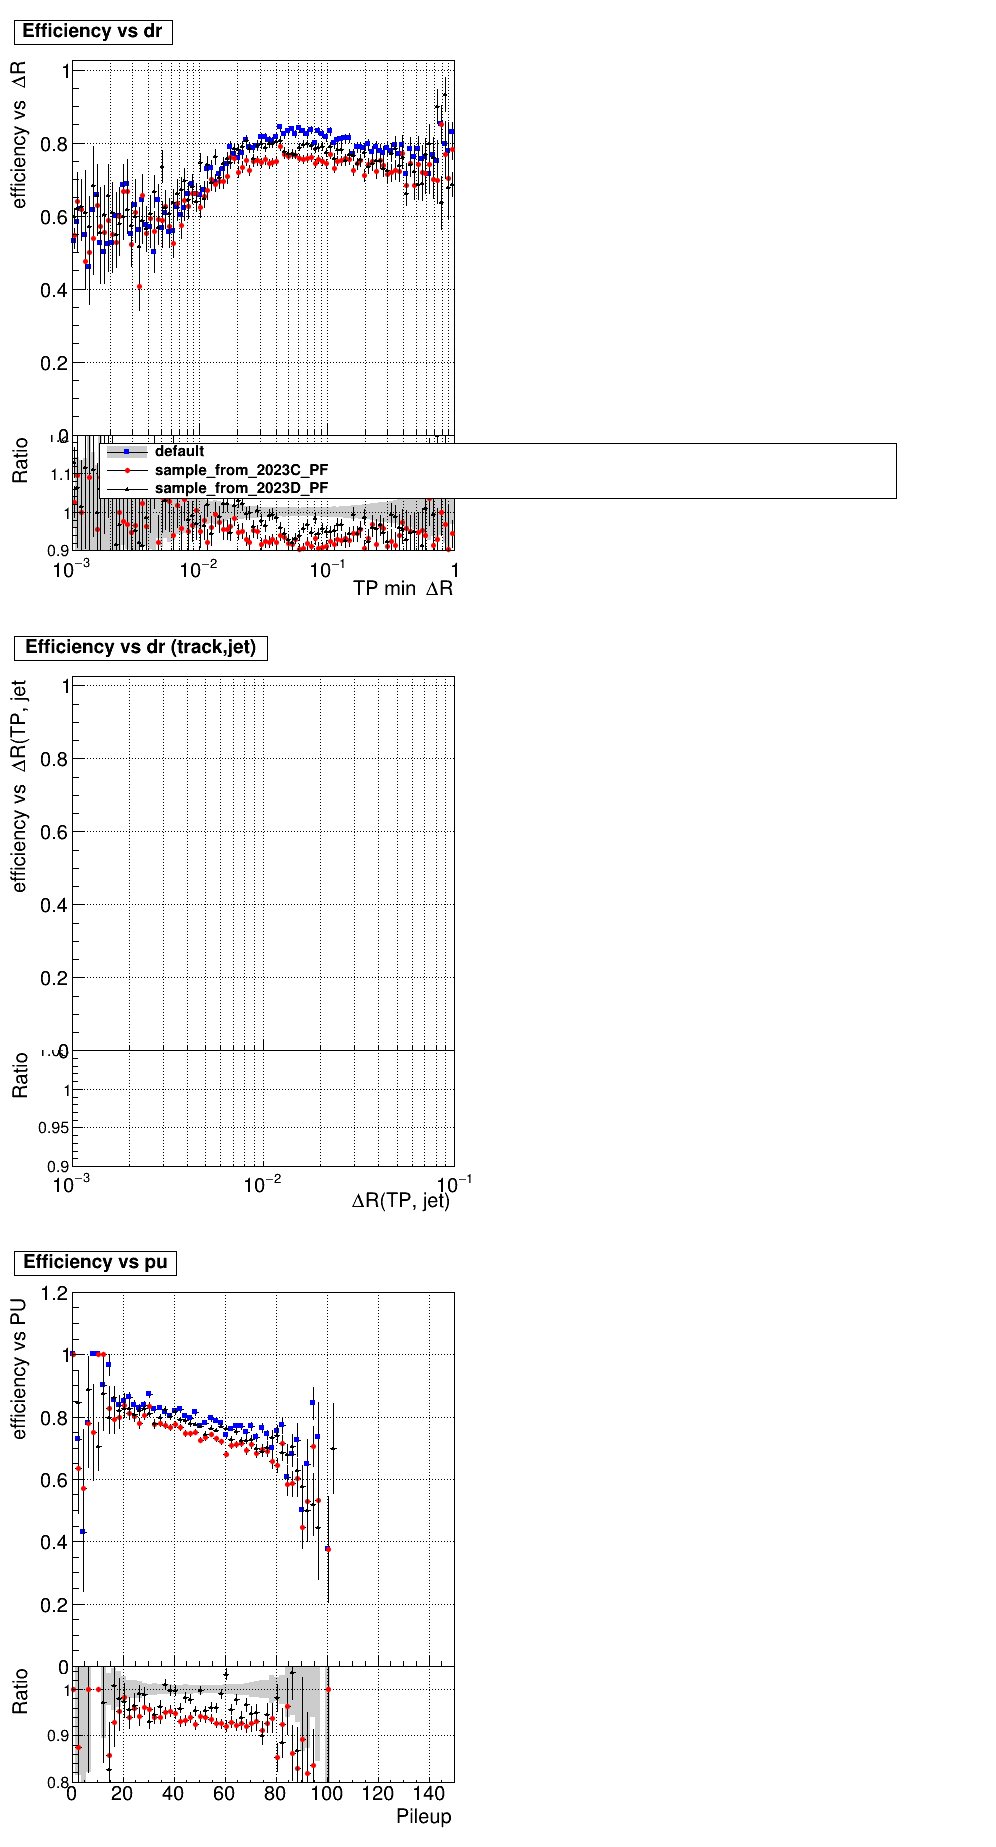 Efficiency vs dr
efficiency vs ΔR
1
0.8
0.6
0.4
0.2
0
Ratio
1.1
1
0.9
default
sample_from_2023C_PF
sample_from_2023D_PF
10⁻³ 10⁻² 10⁻¹ 1
TP min ΔR
Efficiency vs dr (track,jet)
efficiency vs ΔR(TP, jet
1
0.8
0.6
0.4
0.2
0
Ratio
1
0.95
0.9
10⁻³ 10⁻² 10⁻¹
ΔR(TP, jet)
Efficiency vs pu
efficiency vs PU
1.2
1
0.8
0.6
0.4
0.2
0
Ratio
1
0.9
0.8
0 20 40 60 80 100 120 140
Pileup